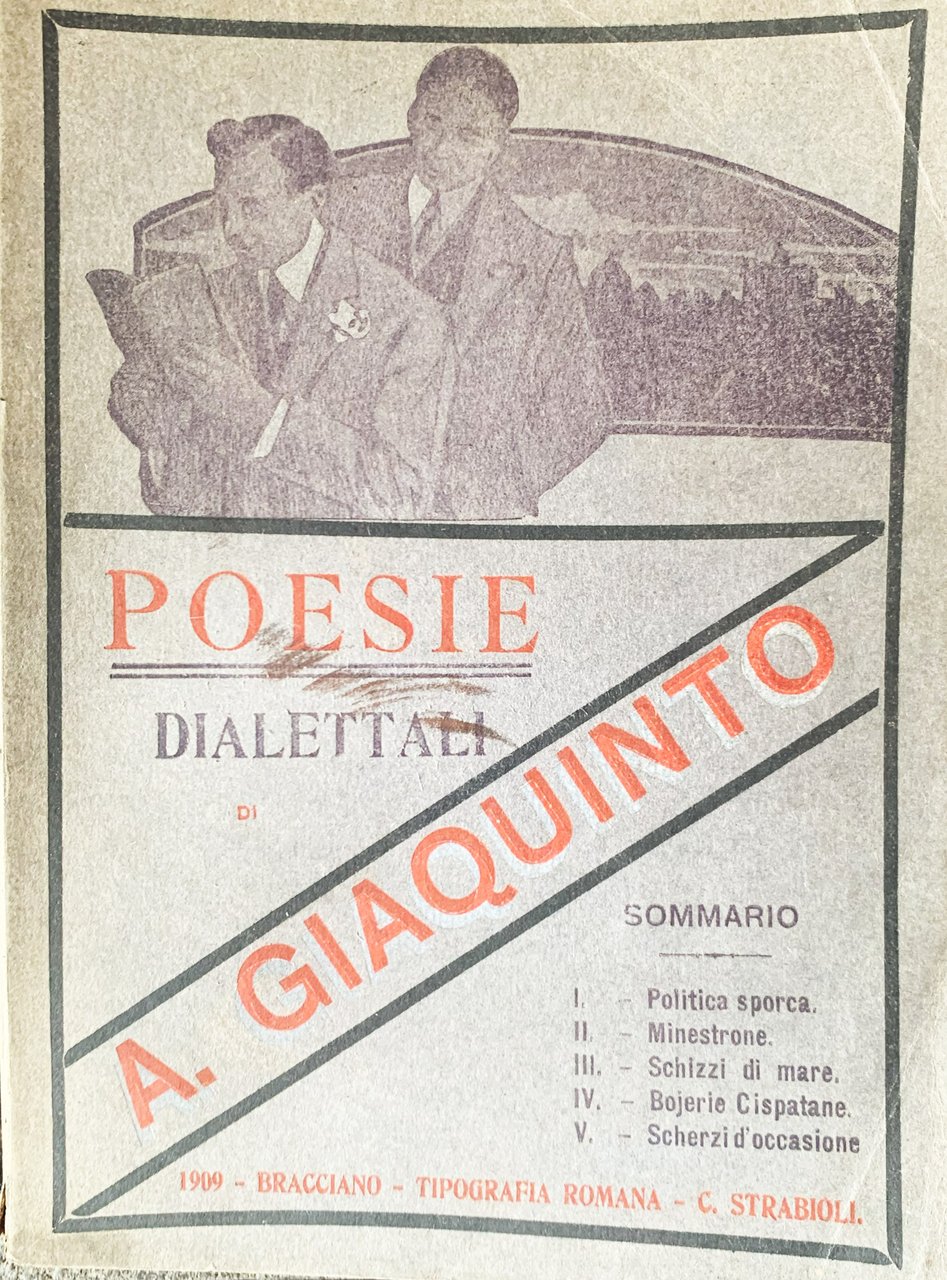 POESIE
DIALETTALI
DI
A. GIAQUINTO
SOMMARIO
I. - Politica sporca.
II. - Minestrone.
III. - Schizzi di mare.
IV. - Bojerie Cispatane.
V. - Scherzi d'occasione
1909 - BRACCIANO - TIPOGRAFIA ROMANA - C. STRABIOLI.